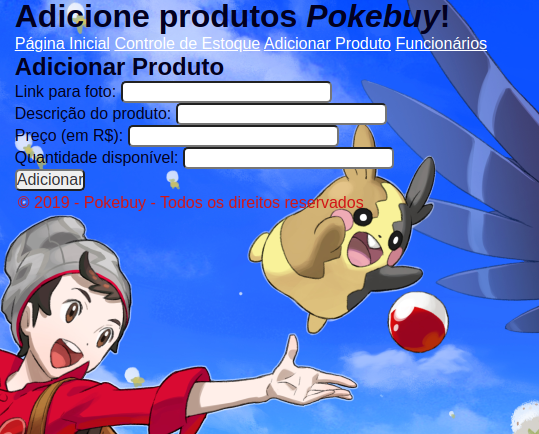 Adicione produtos Pokebuy!
Página Inicial Controle de Estoque Adicionar Produto Funcionários
Adicionar Produto
Link para foto:
Descrição do produto:
Preço (em R$):
Quantidade disponível:
Adicionar
© 2019 - Pokebuy - Todos os direitos reservados